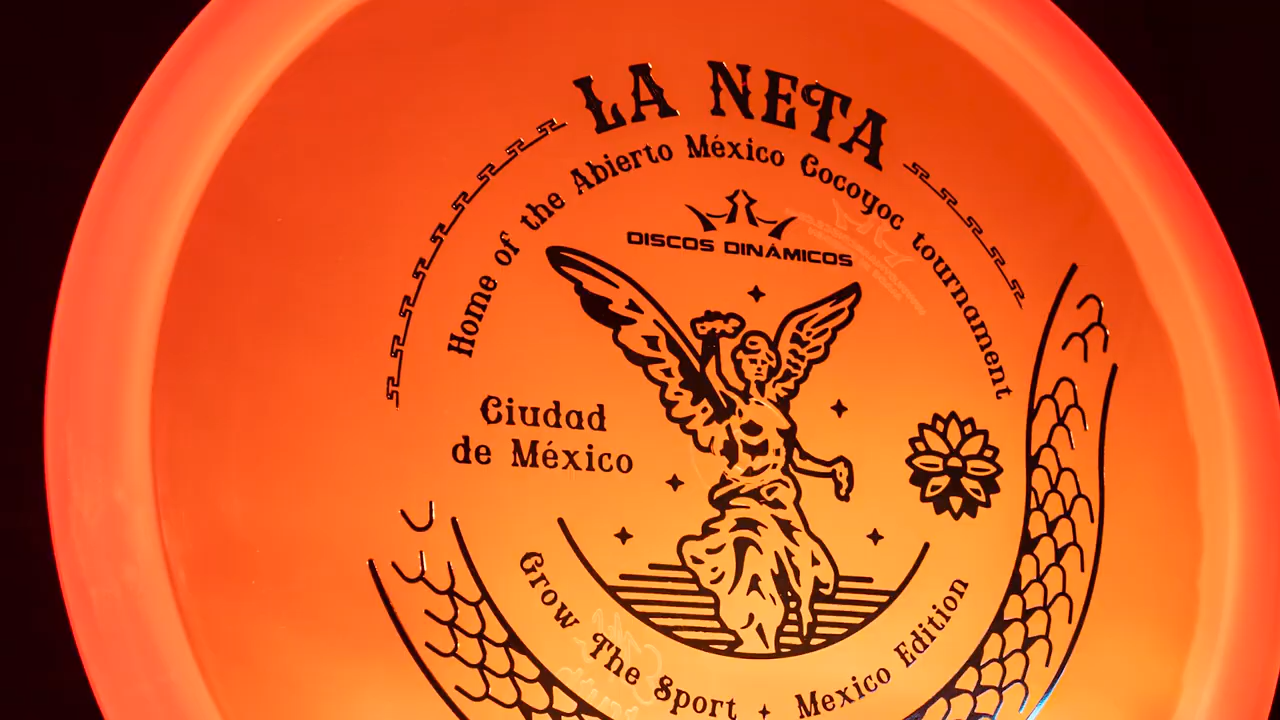 LA NETA
Home of the Abierto México Cocoyoc tournament
DISCOS DINÁMICOS
Ciudad
de México
Grow The Sport + Mexico Edition